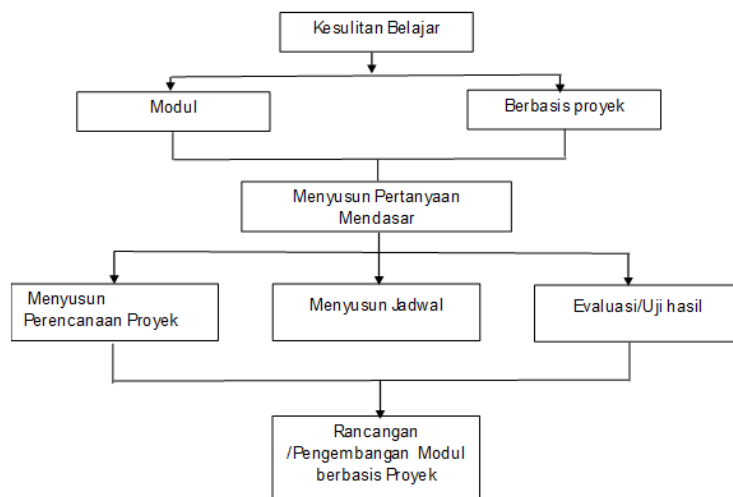 Kesulitan Belajar
Modul
Berbasis proyek
Menyusun Pertanyaan
Mendasar
Menyusun
Perencanaan Proyek
Menyusun Jadwal
Evaluasi/Uji hasil
Rancangan
/Pengembangan Modul
berbasis Proyek